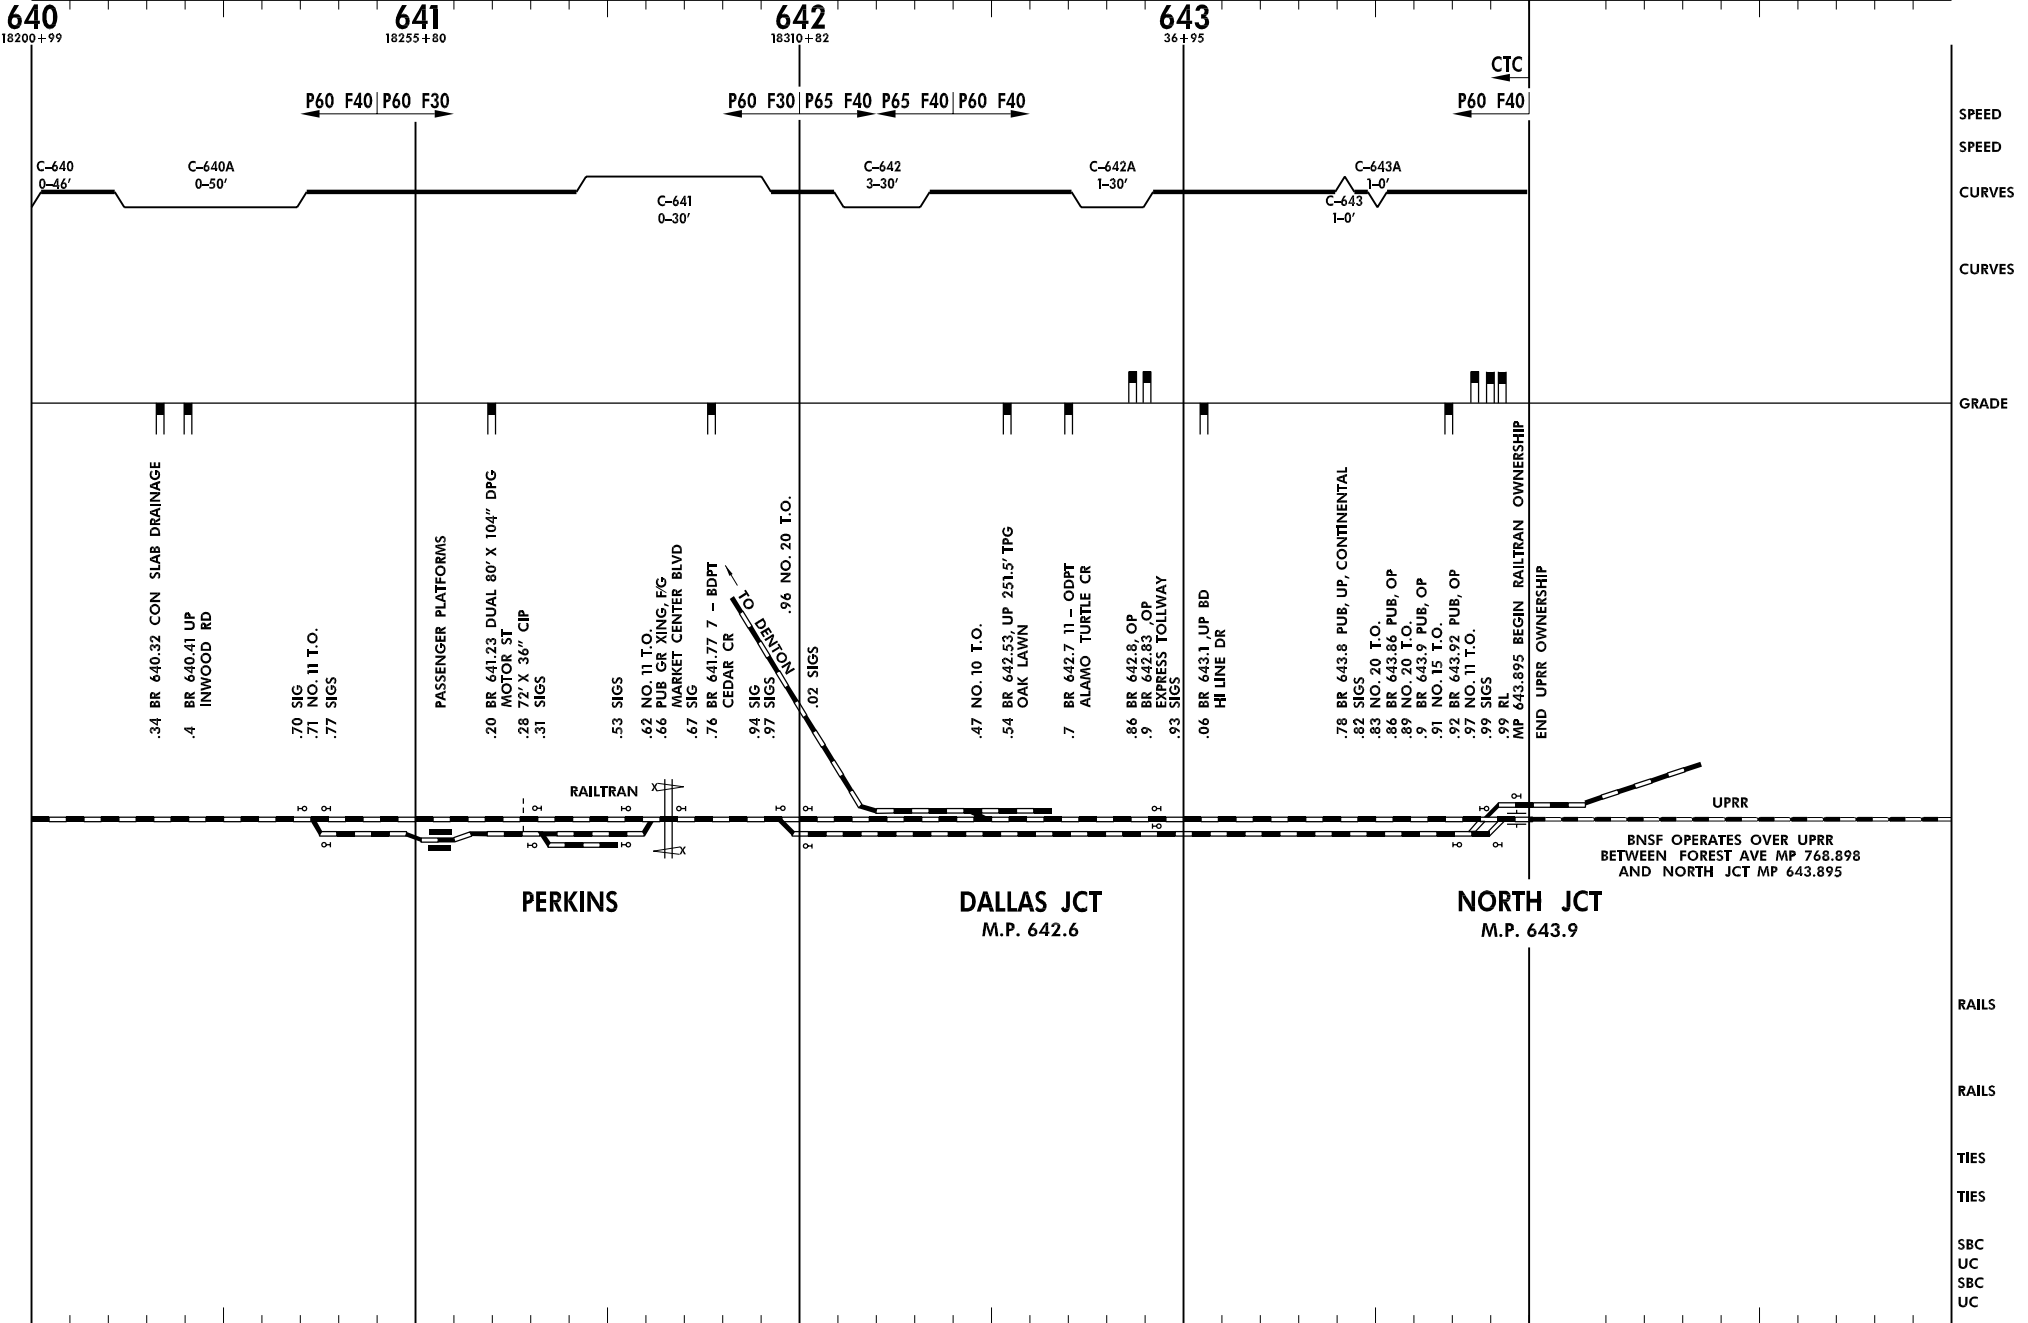 640
18200+99
641
18255+80
642
18310+82
643
36+95
CTC
P60 F40 P60 F30
P60 F30 P65 F40 P65 F40 P60 F40
P60 F40
SPEED
SPEED
C-640
0-46'
C-640A
0-50'
C-641
0-30'
C-642
3-30'
C-642A
1-30'
C-643
1-0'
C-643A
1-0'
CURVES
CURVES
GRADE
.34 BR 640.32 CON SLAB DRAINAGE
.4 BR 640.41 UP
INWOOD RD
.70 SIG
.71 NO. 11 T.O.
.77 SIGS
PASSENGER PLATFORMS
.20 BR 641.23 DUAL 80' X 104" DPG
MOTOR ST
.28 72' X 36" CIP
.31 SIGS
.53 SIGS
.62 NO. 11 T.O.
.66 PUB GR XING, F/G
MARKET CENTER BLVD
.67 SIG
.76 BR 641.77 7 - BDPT
CEDAR CR
.94 SIG
.97 SIGS
.96 NO. 20 T.O.
TO DENTON
.02 SIGS
.47 NO. 10 T.O.
.54 BR 642.53, UP 251.5' TPG
OAK LAWN
.7 BR 642.7 11 - ODPT
ALAMO TURTLE CR
.86 BR 642.8, OP
.9 BR 642.83 ,OP
EXPRESS TOLLWAY
.93 SIGS
.06 BR 643.1 ,UP BD
HI LINE DR
.78 BR 643.8 PUB, UP, CONTINENTAL
.82 SIGS
.83 NO. 20 T.O.
.86 BR 643.86 PUB, OP
.89 NO. 20 T.O.
.9 BR 643.9 PUB, OP
.91 NO. 15 T.O.
.92 BR 643.92 PUB, OP
.97 NO. 11 T.O.
.99 SIGS
.99 RL
MP 643.895 BEGIN RAILTRAN OWNERSHIP
END UPRR OWNERSHIP
RAILTRAN
X
X
UPRR
BNSF OPERATES OVER UPRR
BETWEEN FOREST AVE MP 768.898
AND NORTH JCT MP 643.895
PERKINS
DALLAS JCT
M.P. 642.6
NORTH JCT
M.P. 643.9
RAILS
RAILS
TIES
TIES
SBC
UC
SBC
UC